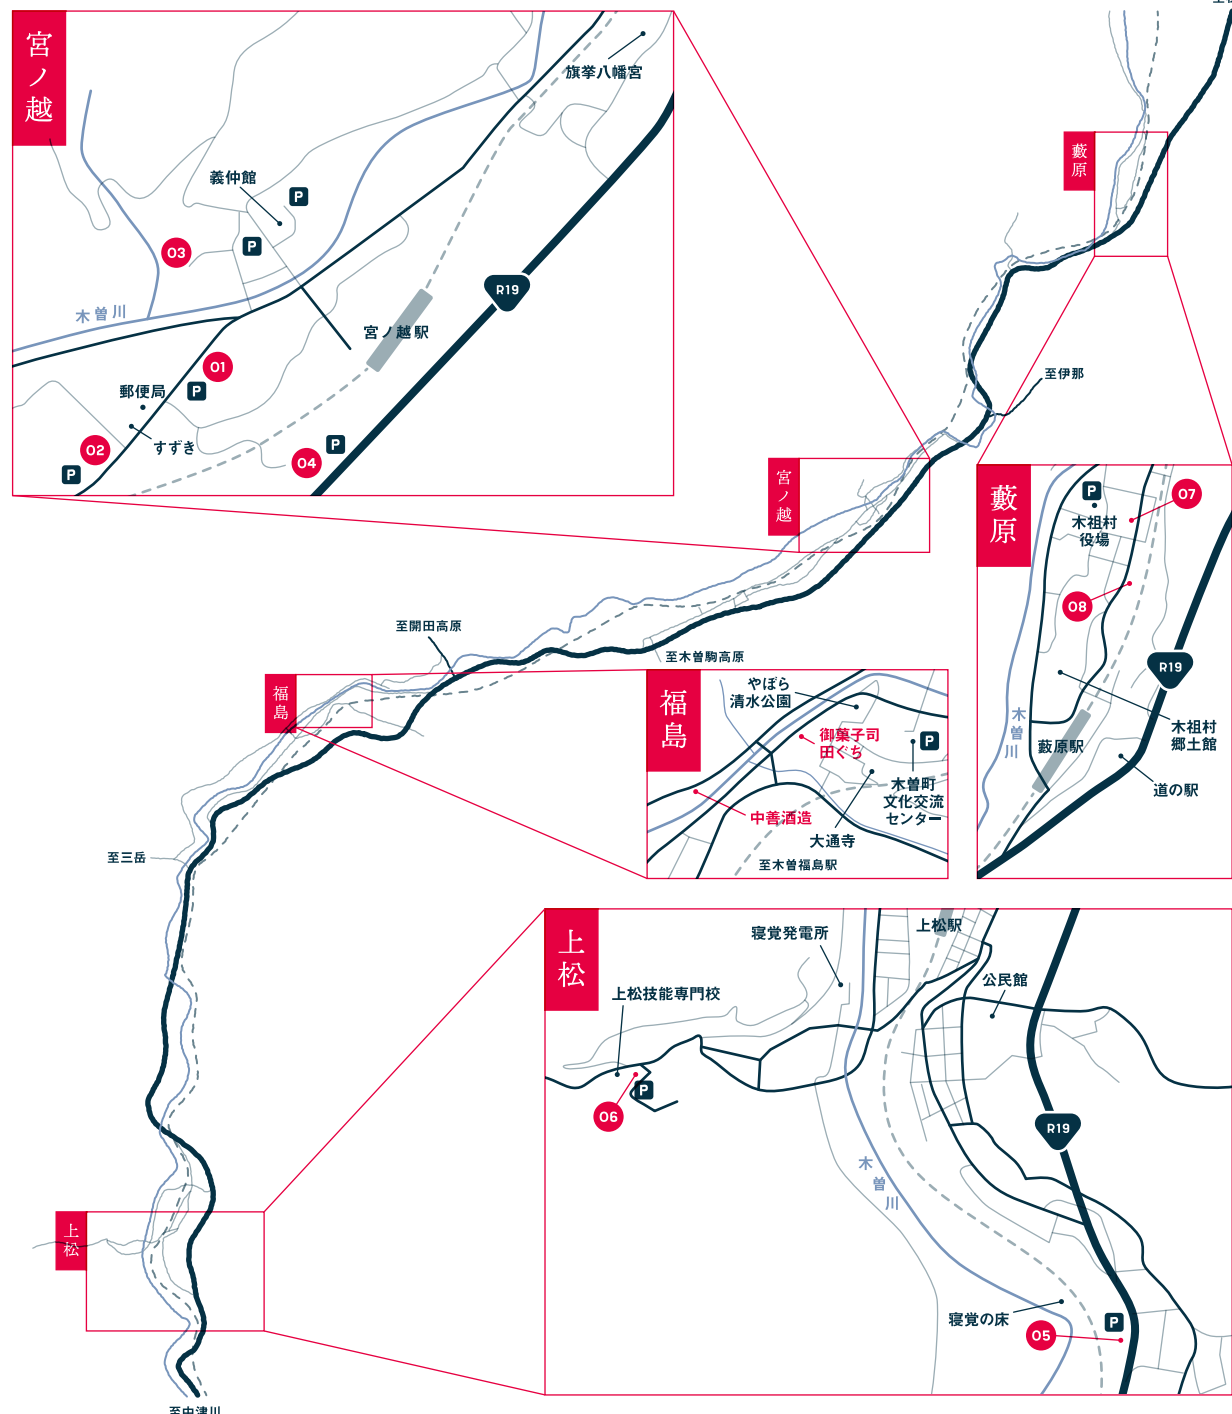 宮ノ越
旗挙八幡宮
義仲館
P
P
03
木曽川
R19
宮ノ越駅
01
郵便局
P
すずき
02
P
04
P
藪原
至伊那
宮ノ越
藪原
P
07
木祖村
役場
08
R19
木曽川
木祖村
郷土館
藪原駅
道の駅
至開田高原
至木曽駒高原
福島
福島
やぶら
清水公園
御菓子司
田ぐち
P
木曽町
文化交流
センター
中善酒造
大通寺
至木曽福島駅
至三岳
上松
上松駅
寝覚発電所
公民館
上松技能専門校
P
06
R19
木曽川
寝覚の床
P
05
上松
至中津川